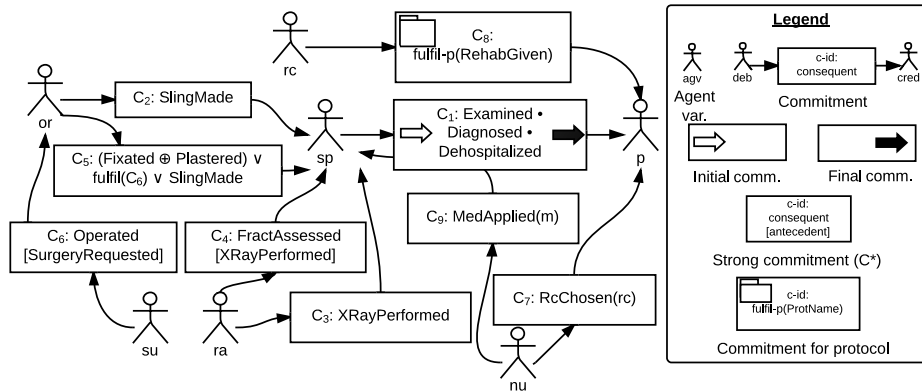 rc
C8:
fulfil-p(RehabGiven)
or
C2: SlingMade
sp
C1: Examined •
Diagnosed •
Dehospitalized
p
C5: (Fixated ⊕ Plastered) ∨
fulfil(C6) ∨ SlingMade
C6: Operated
[SurgeryRequested]
C4: FractAssessed
[XRayPerformed]
C9: MedApplied(m)
C7: RcChosen(rc)
C3: XRayPerformed
su
ra
nu
Legend
agv
Agent
var.
deb
c-id:
consequent
cred
Commitment
Initial comm.
Final comm.
c-id:
consequent
[antecedent]
Strong commitment (C*)
c-id:
fulfil-p(ProtName)
Commitment for protocol